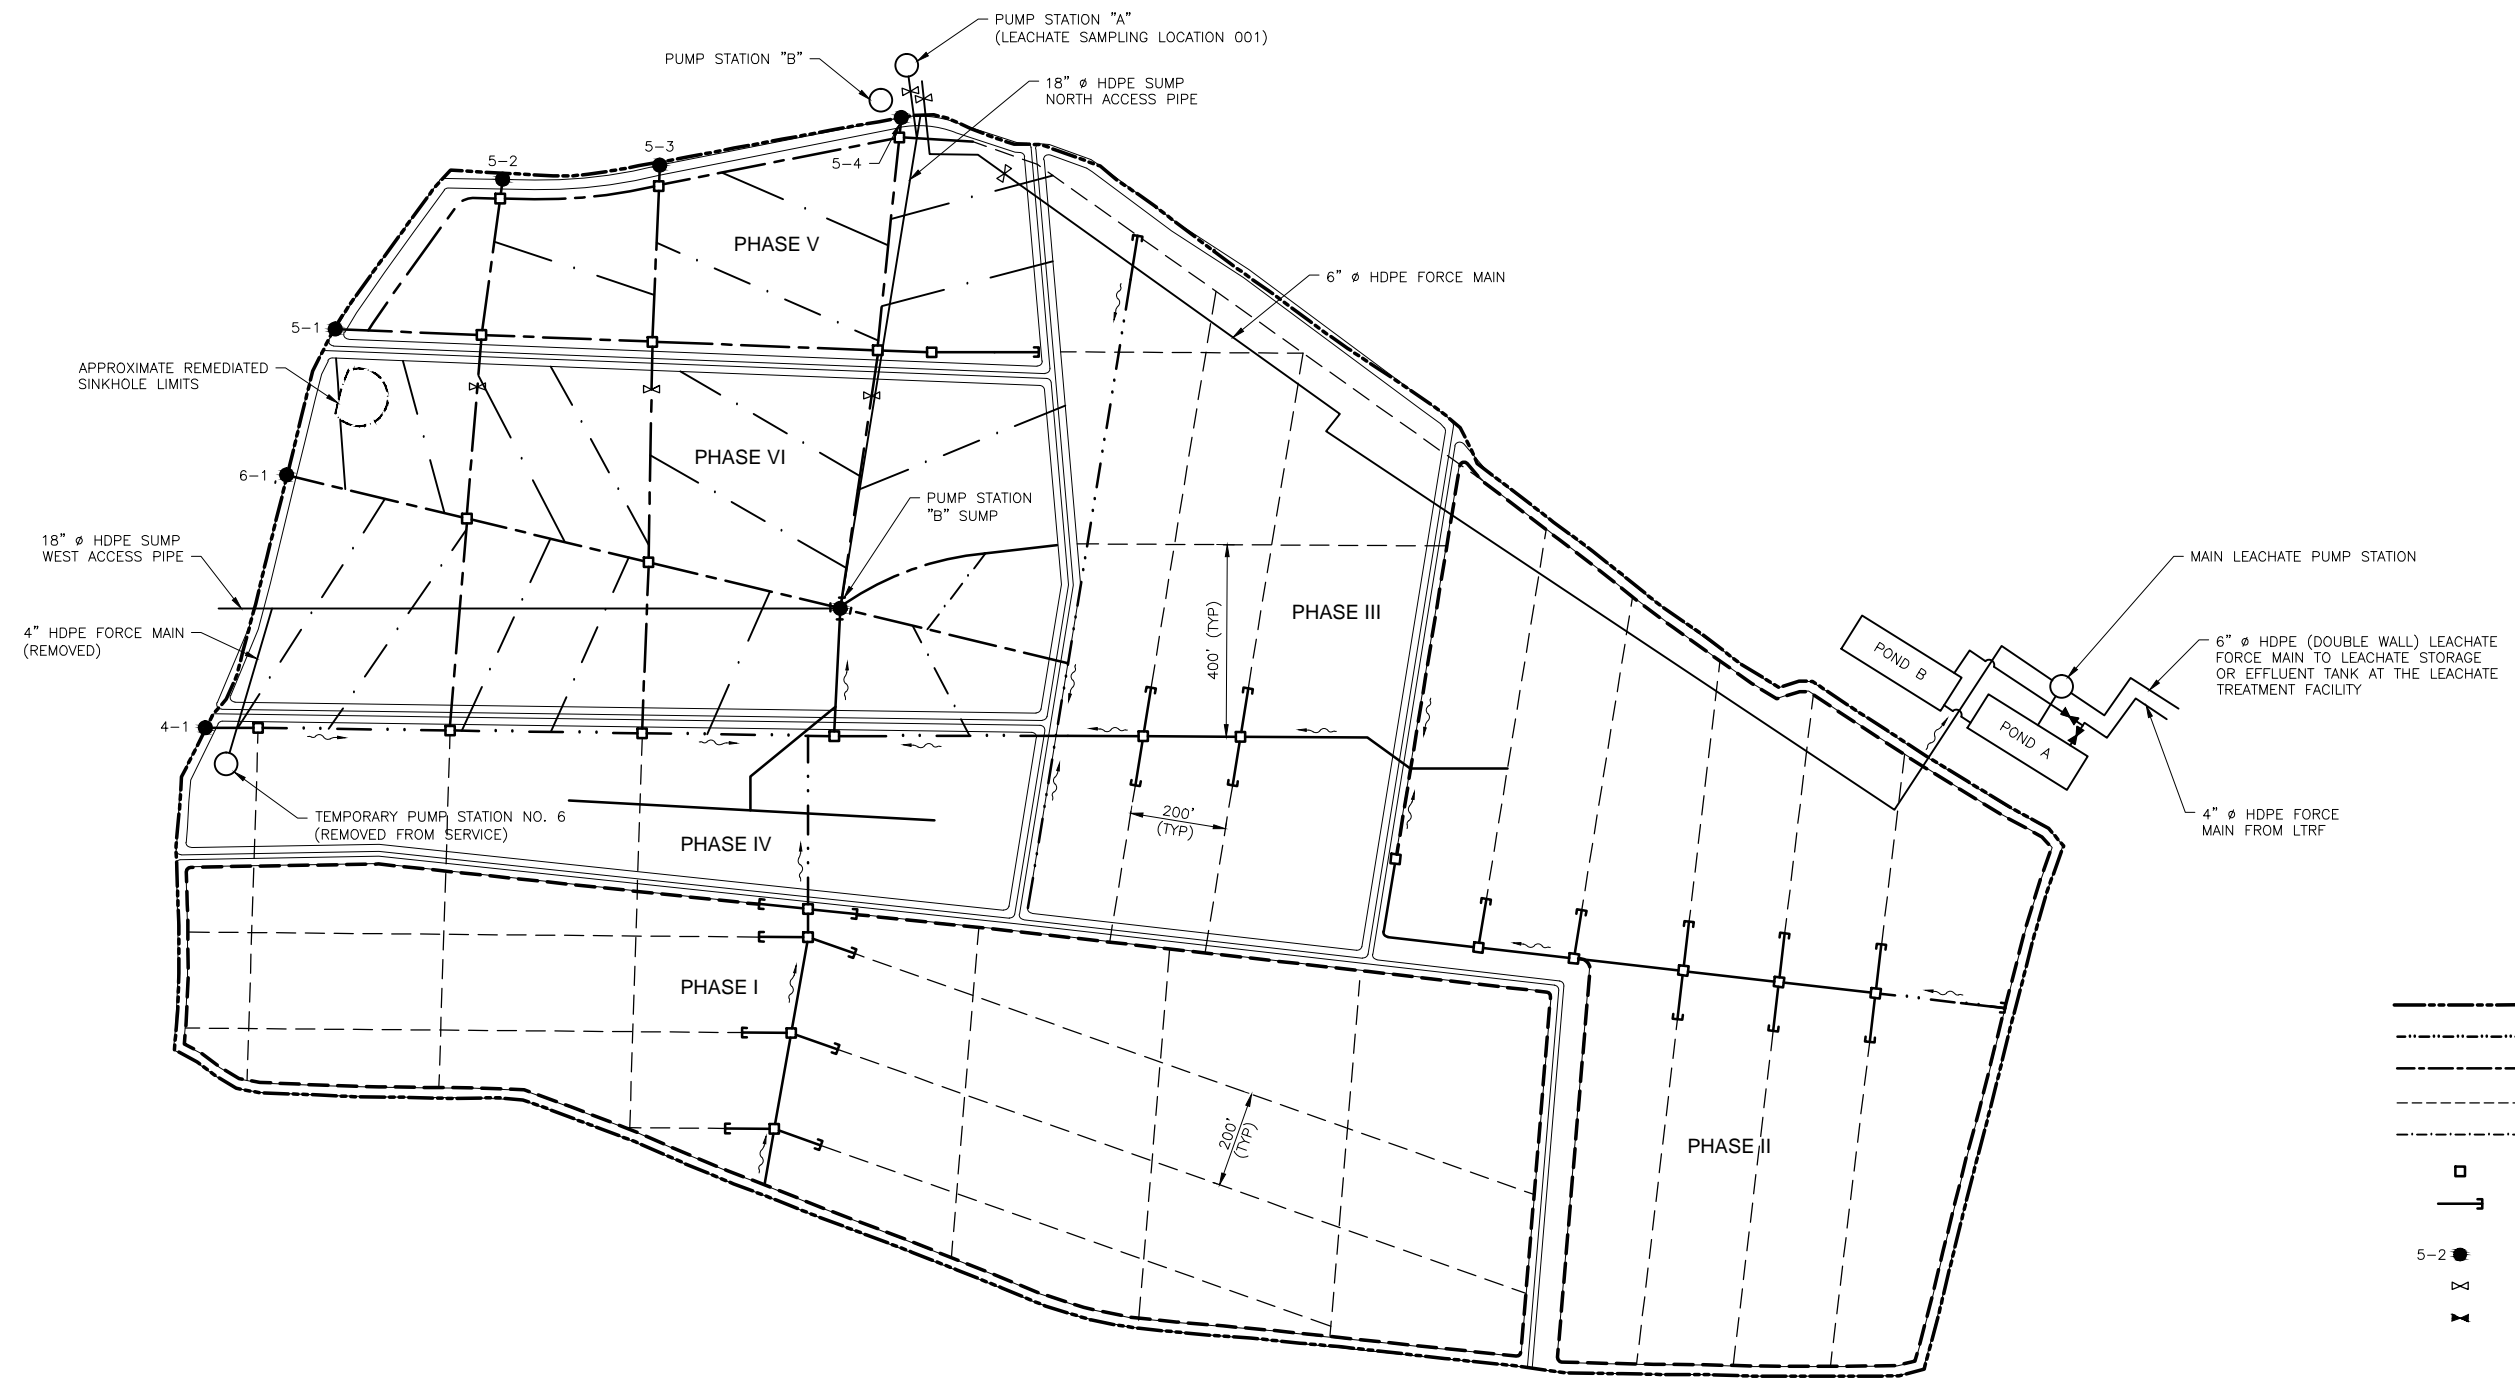 PUMP STATION "A"
(LEACHATE SAMPLING LOCATION 001)
PUMP STATION "B"
18" ø HDPE SUMP
NORTH ACCESS PIPE
5-2
5-3
5-4
PHASE V
6" ø HDPE FORCE MAIN
5-1
APPROXIMATE REMEDIATED
SINKHOLE LIMITS
PHASE VI
6-1
PUMP STATION
"B" SUMP
18" ø HDPE SUMP
WEST ACCESS PIPE
MAIN LEACHATE PUMP STATION
PHASE III
400' (TYP)
4" HDPE FORCE MAIN
(REMOVED)
POND B
6" ø HDPE (DOUBLE WALL) LEACHATE
FORCE MAIN TO LEACHATE STORAGE
OR EFFLUENT TANK AT THE LEACHATE
TREATMENT FACILITY
4-1
POND A
TEMPORARY PUMP STATION NO. 6
(REMOVED FROM SERVICE)
200'
(TYP)
4" ø HDPE FORCE
MAIN FROM LTRF
PHASE IV
PHASE I
200'
(TYP)
PHASE II
5-2